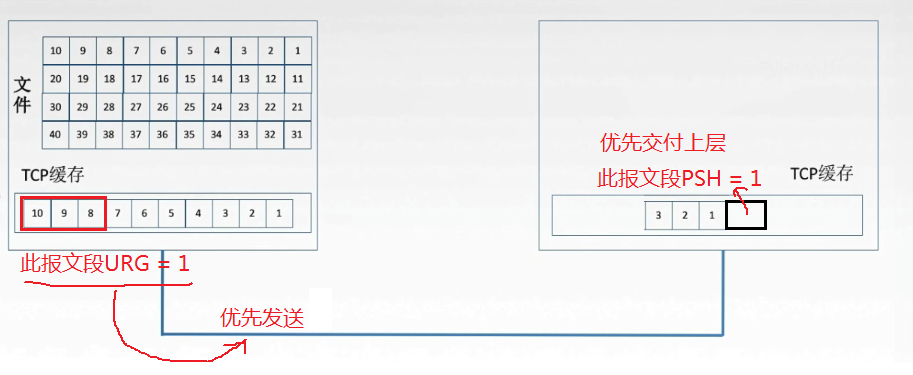 10 9 8 7 6 5 4 3 2 1
20 19 18 17 16 15 14 13 12 11
30 29 28 27 26 25 24 23 22 21
40 39 38 37 36 35 34 33 32 31
文件
TCP缓存
10 9 8 7 6 5 4 3 2 1
此报文段URG = 1
优先发送
优先交付上层
此报文段PSH = 1
TCP缓存
3 2 1